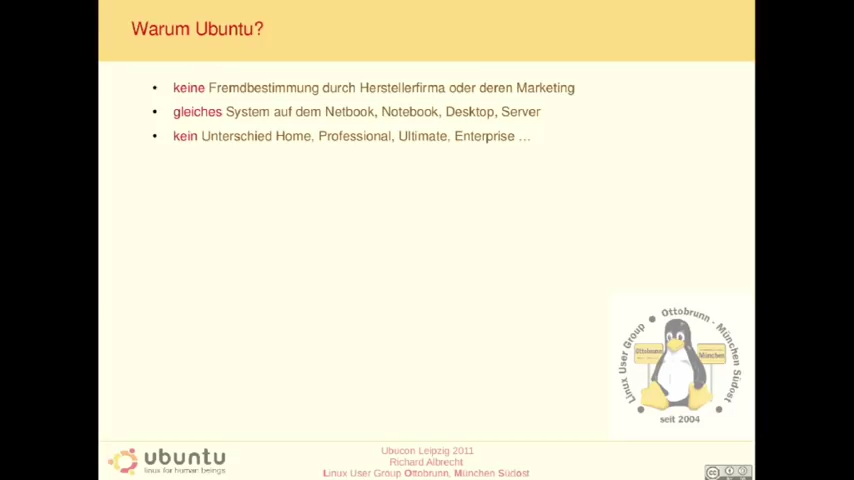 Warum Ubuntu?
• keine Fremdbestimmung durch Herstellerfirma oder deren Marketing
• gleiches System auf dem Netbook, Notebook, Desktop, Server
• kein Unterschied Home, Professional, Ultimate, Enterprise …
Linux User Group • Ottobrunn - München Südost •
Ottobrunn
München
seit 2004
ubuntu
linux for human beings
Ubucon Leipzig 2011
Richard Albrecht
Linux User Group Ottobrunn, München Südost
cc